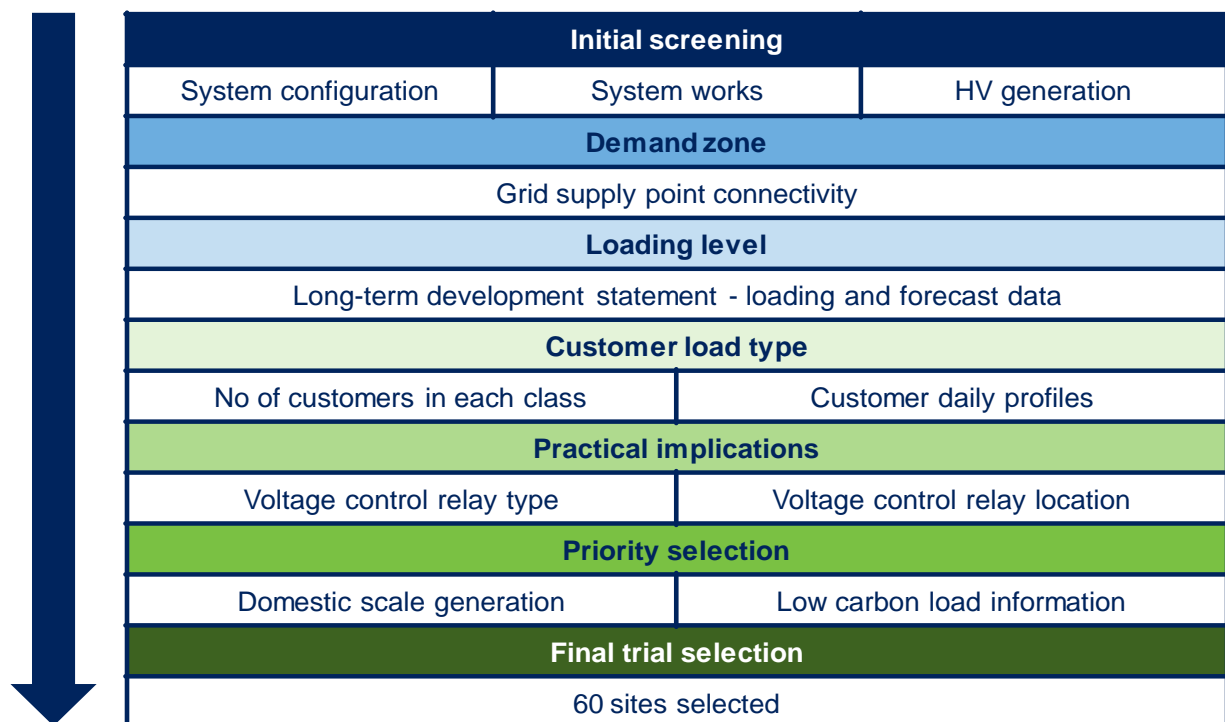 Initial screening
System configuration
System works
HV generation
Demand zone
Grid supply point connectivity
Loading level
Long-term development statement - loading and forecast data
Customer load type
No of customers in each class
Customer daily profiles
Practical implications
Voltage control relay type
Voltage control relay location
Priority selection
Domestic scale generation
Low carbon load information
Final trial selection
60 sites selected